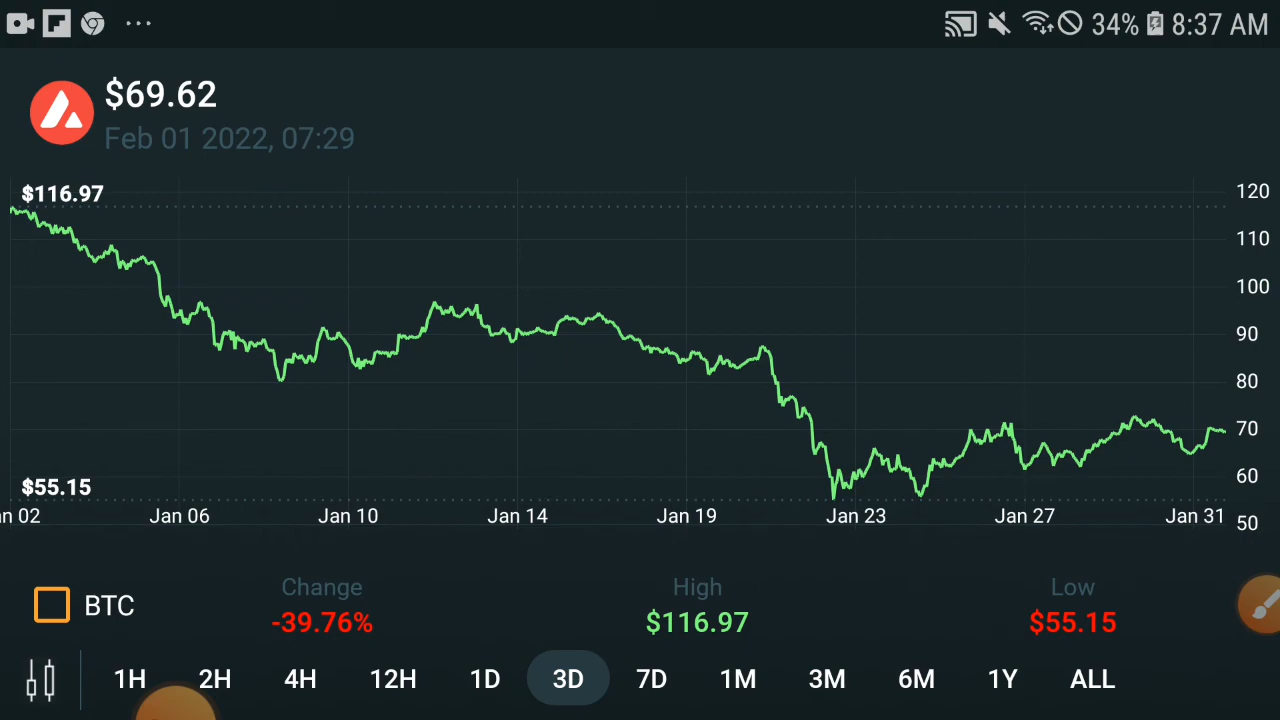 34% 8:37 AM
$69.62
Feb 01 2022, 07:29
$116.97
120
110
100
90
80
70
60
50
$55.15
an 02 Jan 06 Jan 10 Jan 14 Jan 19 Jan 23 Jan 27 Jan 31
BTC
Change High Low
-39.76% $116.97 $55.15
1H 2H 4H 12H 1D 3D 7D 1M 3M 6M 1Y ALL